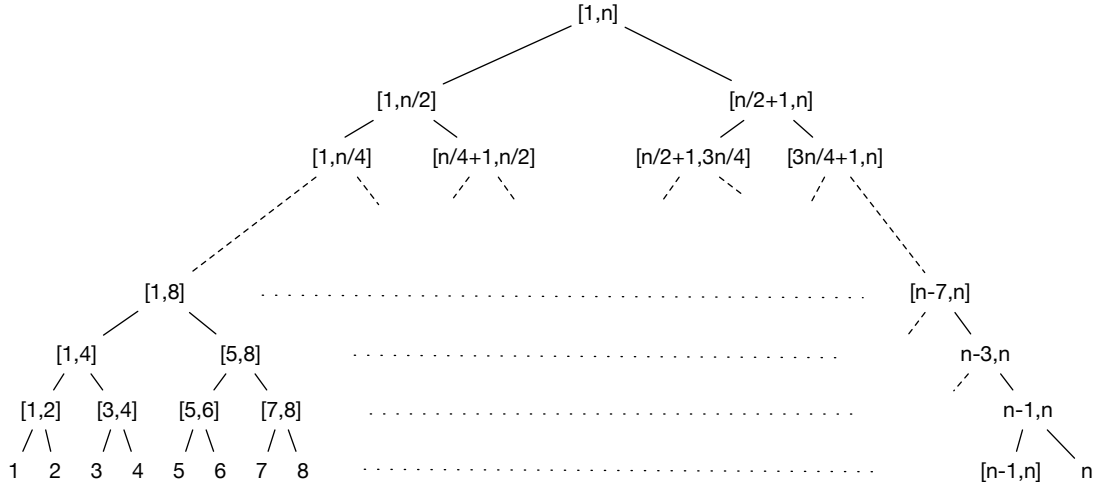 [1,n]
[1,n/2] [n/2+1,n]
[1,n/4] [n/4+1,n/2] [n/2+1,3n/4] [3n/4+1,n]
[1,8] [n-7,n]
[1,4] [5,8] n-3,n
[1,2] [3,4] [5,6] [7,8] n-1,n
1 2 3 4 5 6 7 8 [n-1,n] n